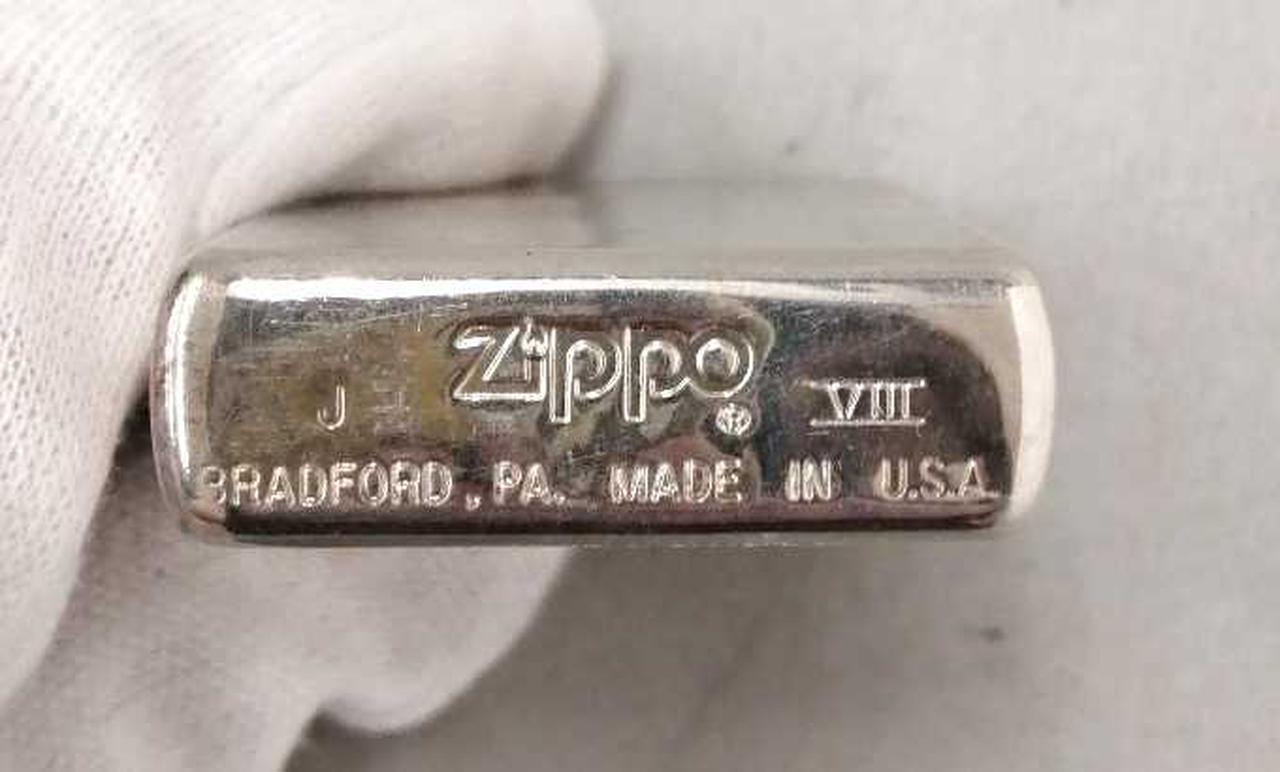 Zippo ®
J VIII
BRADFORD, PA. MADE IN U.S.A